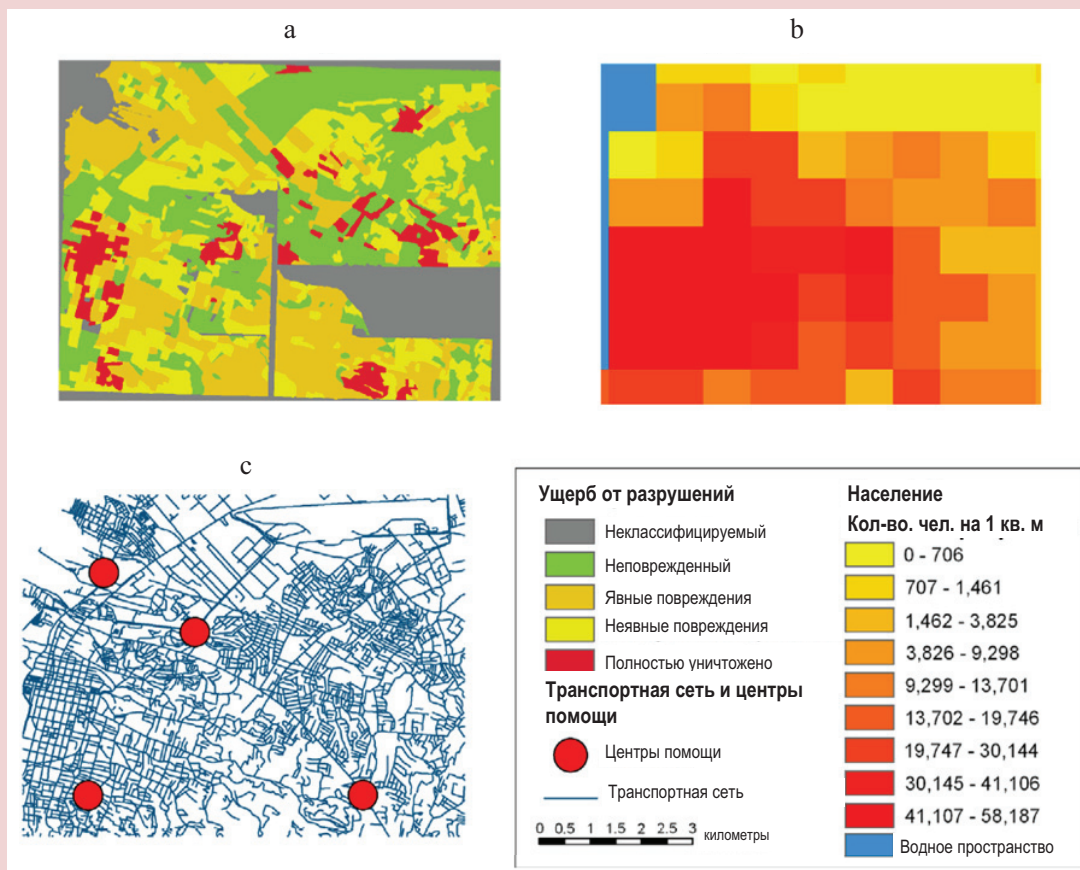 a
b
c
Ущерб от разрушений
Неклассифицируемый
Неповрежденный
Явные повреждения
Неявные повреждения
Полностью уничтожено
Транспортная сеть и центры
помощи
Центры помощи
Транспортная сеть
0 0,5 1 1,5 2 2,5 3
километры
Население
Кол-во. чел. на 1 кв. м
0 - 706
707 - 1,461
1,462 - 3,825
3,826 - 9,298
9,299 - 13,701
13,702 - 19,746
19,747 - 30,144
30,145 - 41,106
41,107 - 58,187
Водное пространство